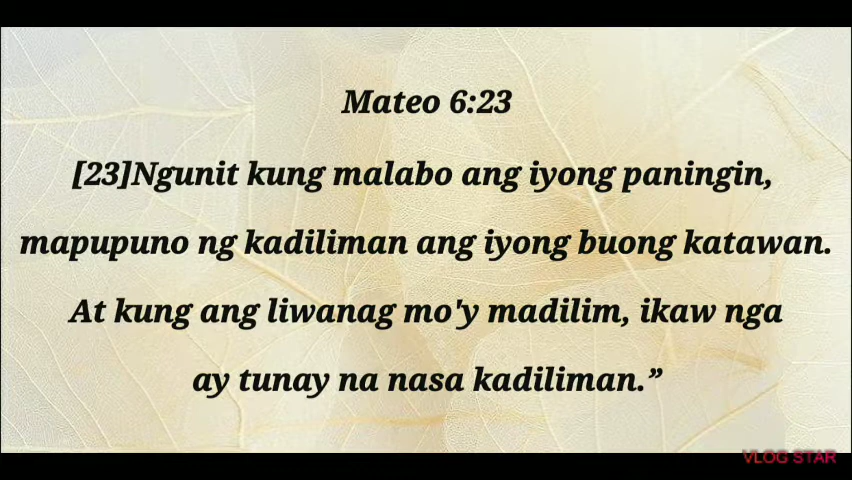 Mateo 6:23
[23]Ngunit kung malabo ang iyong paningin,
mapupuno ng kadiliman ang iyong buong katawan.
At kung ang liwanag mo'y madilim, ikaw nga
ay tunay na nasa kadiliman.”
VLOG STAR